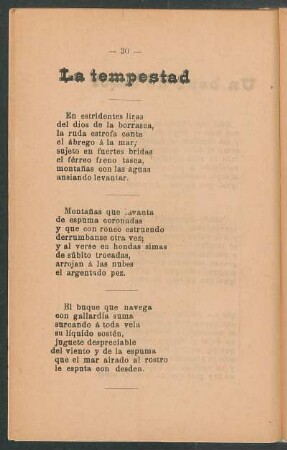 — 30 —
La tempestad
En estridentes liras
del dios de la borrasca,
la ruda estrofa cante
el ábrego á la mar;
sujeto en fuertes bridas
el férreo freno tasca,
montañas con las aguas
ansiando levantar.
Montañas que levanta
de espuma coronadas
y que con ronco estruendo
derrumbanse otra vez;
y al verse en hondas simas
de súbito trocadas,
arrojan á las nubes
el argentado pez.
El buque que navega
con gallardía suma
surcando á toda vela
su líquido sostén,
juguete despreciable
del viento y de la espuma
que el mar airado al rostro
le esputa con desden.